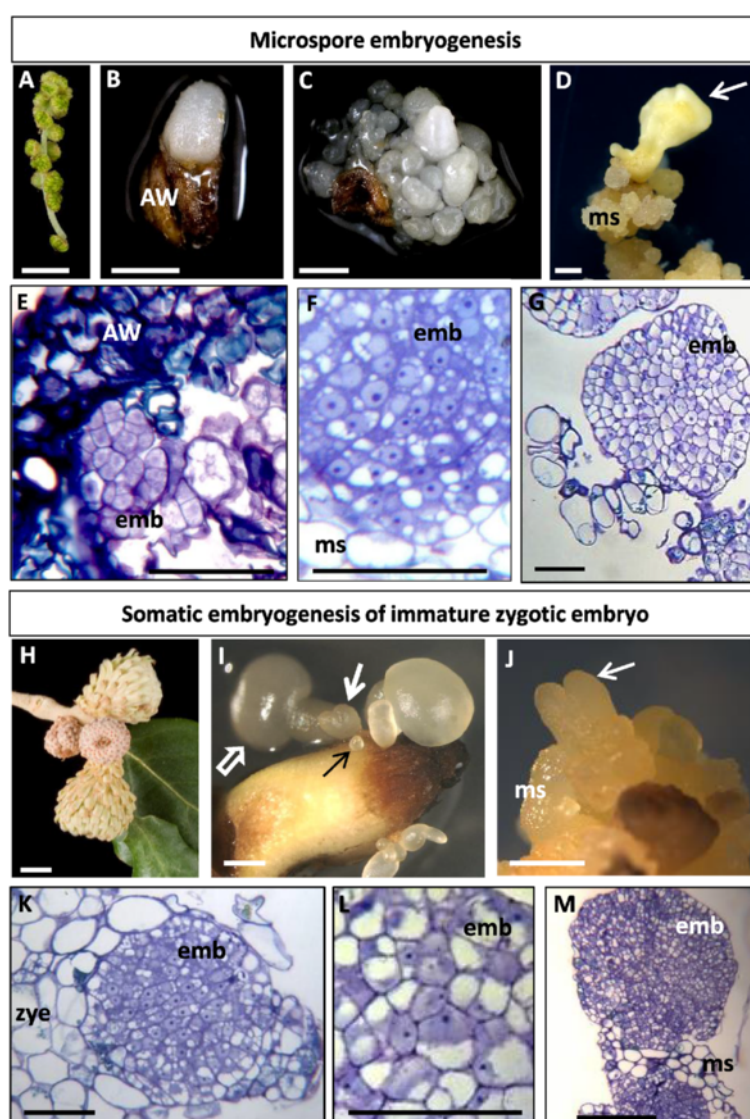 Microspore embryogenesis
A B C D
AW ms
E F G
AW emb emb
emb ms
Somatic embryogenesis of immature zygotic embryo
H I J
ms
K L M
emb emb emb
zye ms